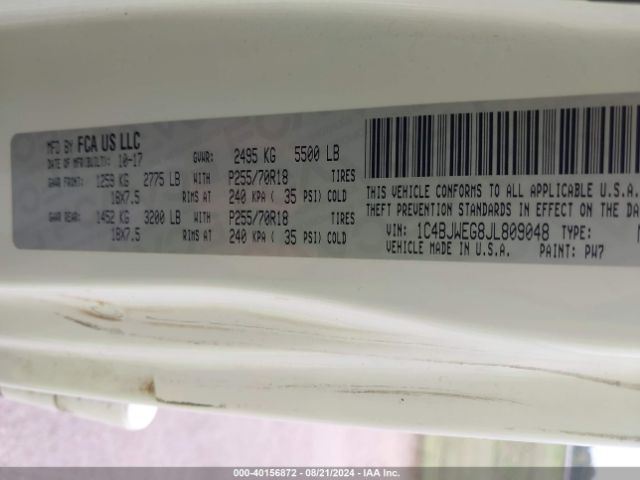 MFD BY FCA US LLC
DATE OF MFR(BUILT): 10-17 GVWR: 2495 KG 5500 LB
GAWR FRONT: 1259 KG 2775 LB WITH P255/70R18 TIRES
18X7.5 RIMS AT 240 KPA ( 35 PSI) COLD
GAWR REAR: 1452 KG 3200 LB WITH P255/70R18 TIRES
18X7.5 RIMS AT 240 KPA ( 35 PSI) COLD
THIS VEHICLE CONFORMS TO ALL APPLICABLE U.S.A.
THEFT PREVENTION STANDARDS IN EFFECT ON THE DA
VIN: 1C4BJWEG8JL809048 TYPE:
VEHICLE MADE IN U.S.A. PAINT: PW7
000-40156872 - 08/21/2024 - IAA Inc.